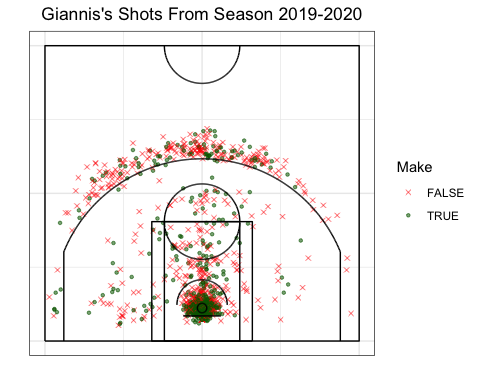 Giannis's Shots From Season 2019-2020
Make
FALSE
TRUE